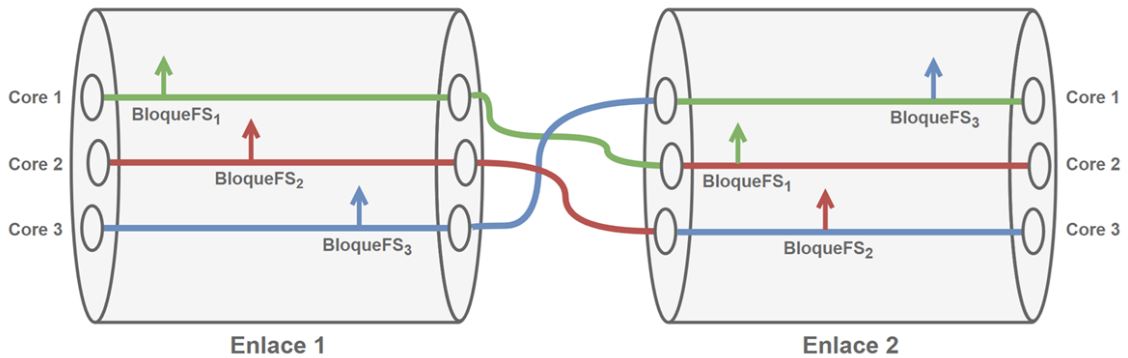 Core 1
BloqueFS1
Core 2
BloqueFS2
Core 3
BloqueFS3
Enlace 1
BloqueFS3
Core 1
BloqueFS1
Core 2
BloqueFS2
Core 3
Enlace 2